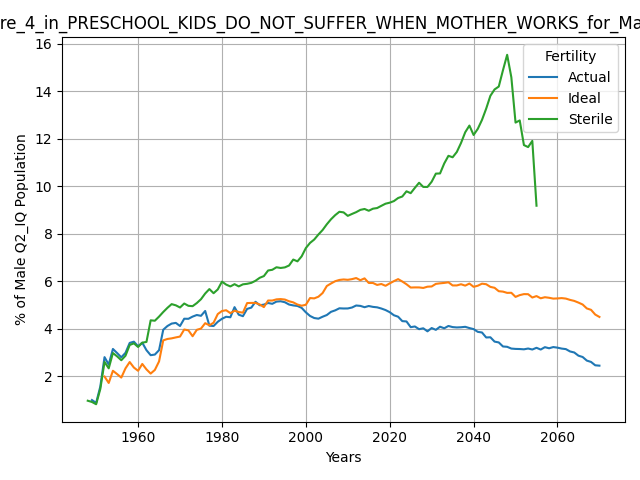 re_4_in_PRESCHOOL_KIDS_DO_NOT_SUFFER_WHEN_MOTHER_WORKS_for_Ma
16
14
12
10
8
6
4
2
% of Male Q2_IQ Population
Fertility
Actual
Ideal
Sterile
1960 1980 2000 2020 2040 2060
Years